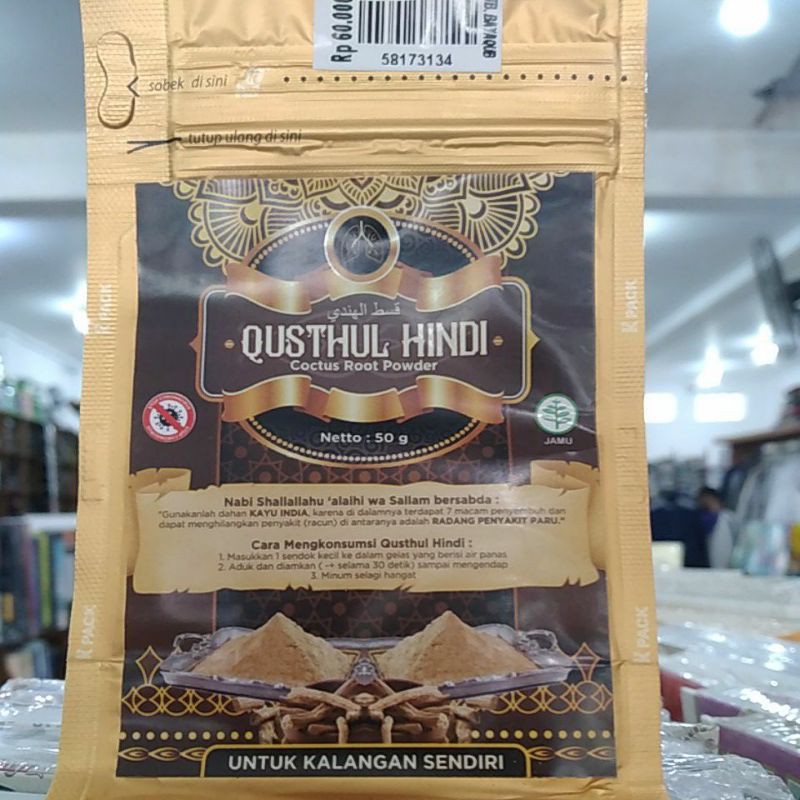 Rp 60.000
58173134
sobek di sini
tutup ulang di sini
K PACK
K PACK
قسط الهندي
QUSTHUL HINDI
Coctus Root Powder
Netto : 50 g
JAMU
Nabi Shallallahu 'alaihi wa Sallam bersabda :
"Gunakanlah dahan KAYU INDIA, karena di dalamnya terdapat 7 macam penyembuh dan
dapat menghilangkan penyakit (racun) di antaranya adalah RADANG PENYAKIT PARU."
Cara Mengkonsumsi Qusthul Hindi :
1. Masukkan 1 sendok kecil ke dalam gelas yang berisi air panas
2. Aduk dan diamkan ( -+ selama 30 detik) sampai mengendap
3. Minum selagi hangat
K PACK
K PACK
UNTUK KALANGAN SENDIRI